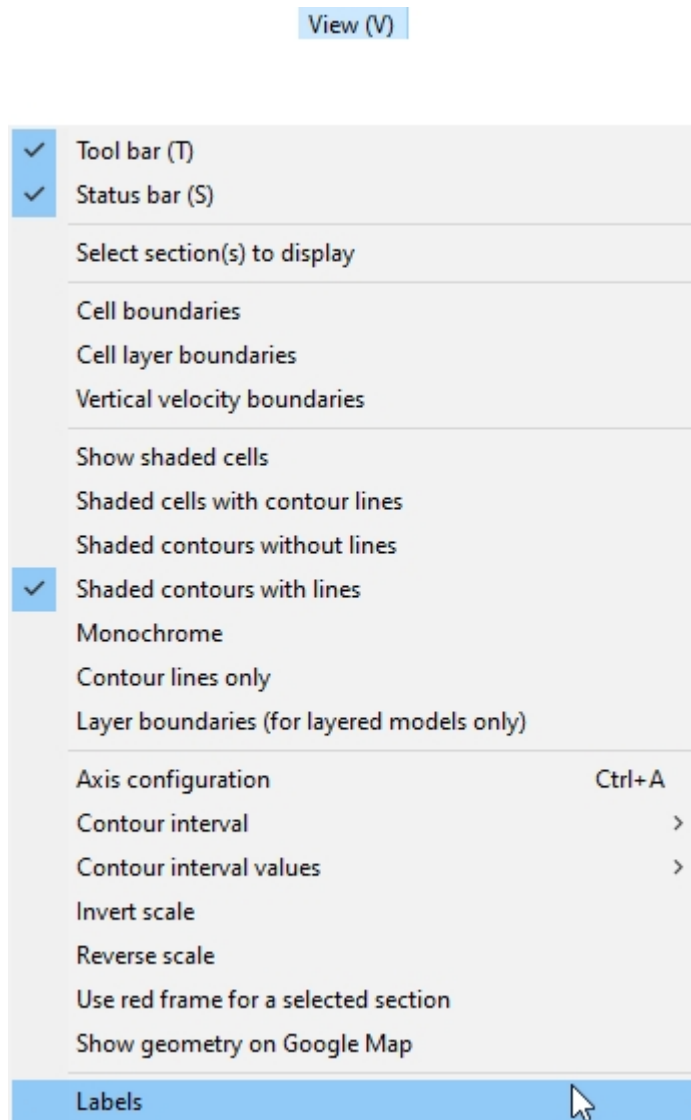 View (V)
Tool bar (T)
Status bar (S)
Select section(s) to display
Cell boundaries
Cell layer boundaries
Vertical velocity boundaries
Show shaded cells
Shaded cells with contour lines
Shaded contours without lines
Shaded contours with lines
Monochrome
Contour lines only
Layer boundaries (for layered models only)
Axis configuration Ctrl+A
Contour interval
Contour interval values
Invert scale
Reverse scale
Use red frame for a selected section
Show geometry on Google Map
Labels